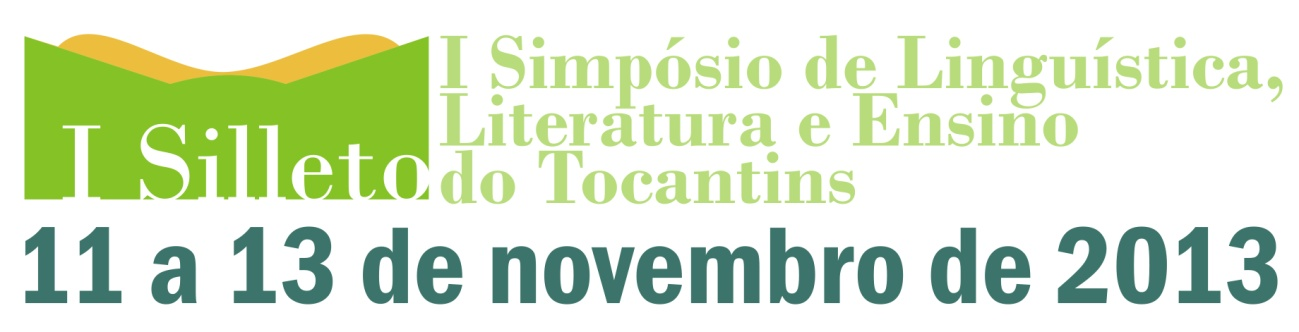 I Silleto
I Simpósio de Linguística,
Literatura e Ensino
do Tocantins
11 a 13 de novembro de 2013